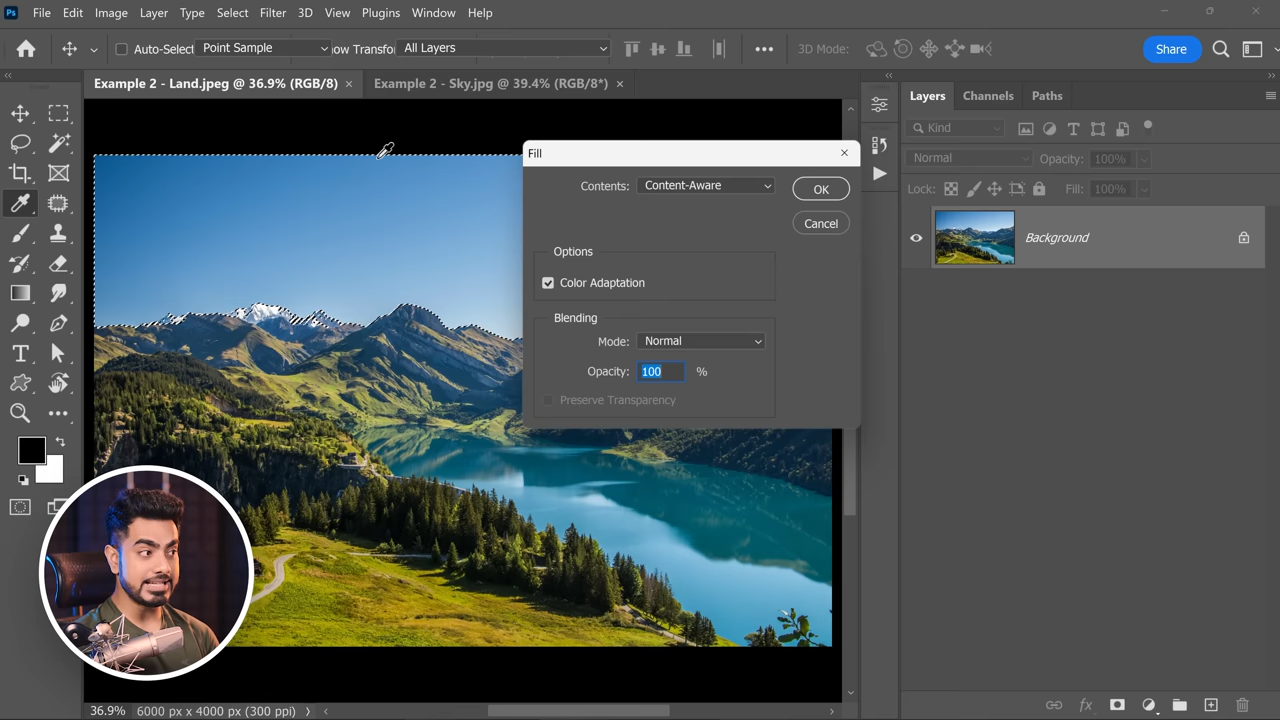 Ps File Edit Image Layer Type Select Filter 3D View Plugins Window Help
Auto-Select Point Sample ow Transfo All Layers 3D Mode: Share
Example 2 - Land.jpeg @ 36.9% (RGB/8) × Example 2 - Sky.jpg @ 39.4% (RGB/8*) ×
Layers Channels Paths
Kind
Normal Opacity: 100%
Lock: Fill: 100%
Background
Fill
Contents: Content-Aware OK
Cancel
Options
Color Adaptation
Blending
Mode: Normal
Opacity: 100 %
Preserve Transparency
36.9% 6000 px x 4000 px (300 ppi)